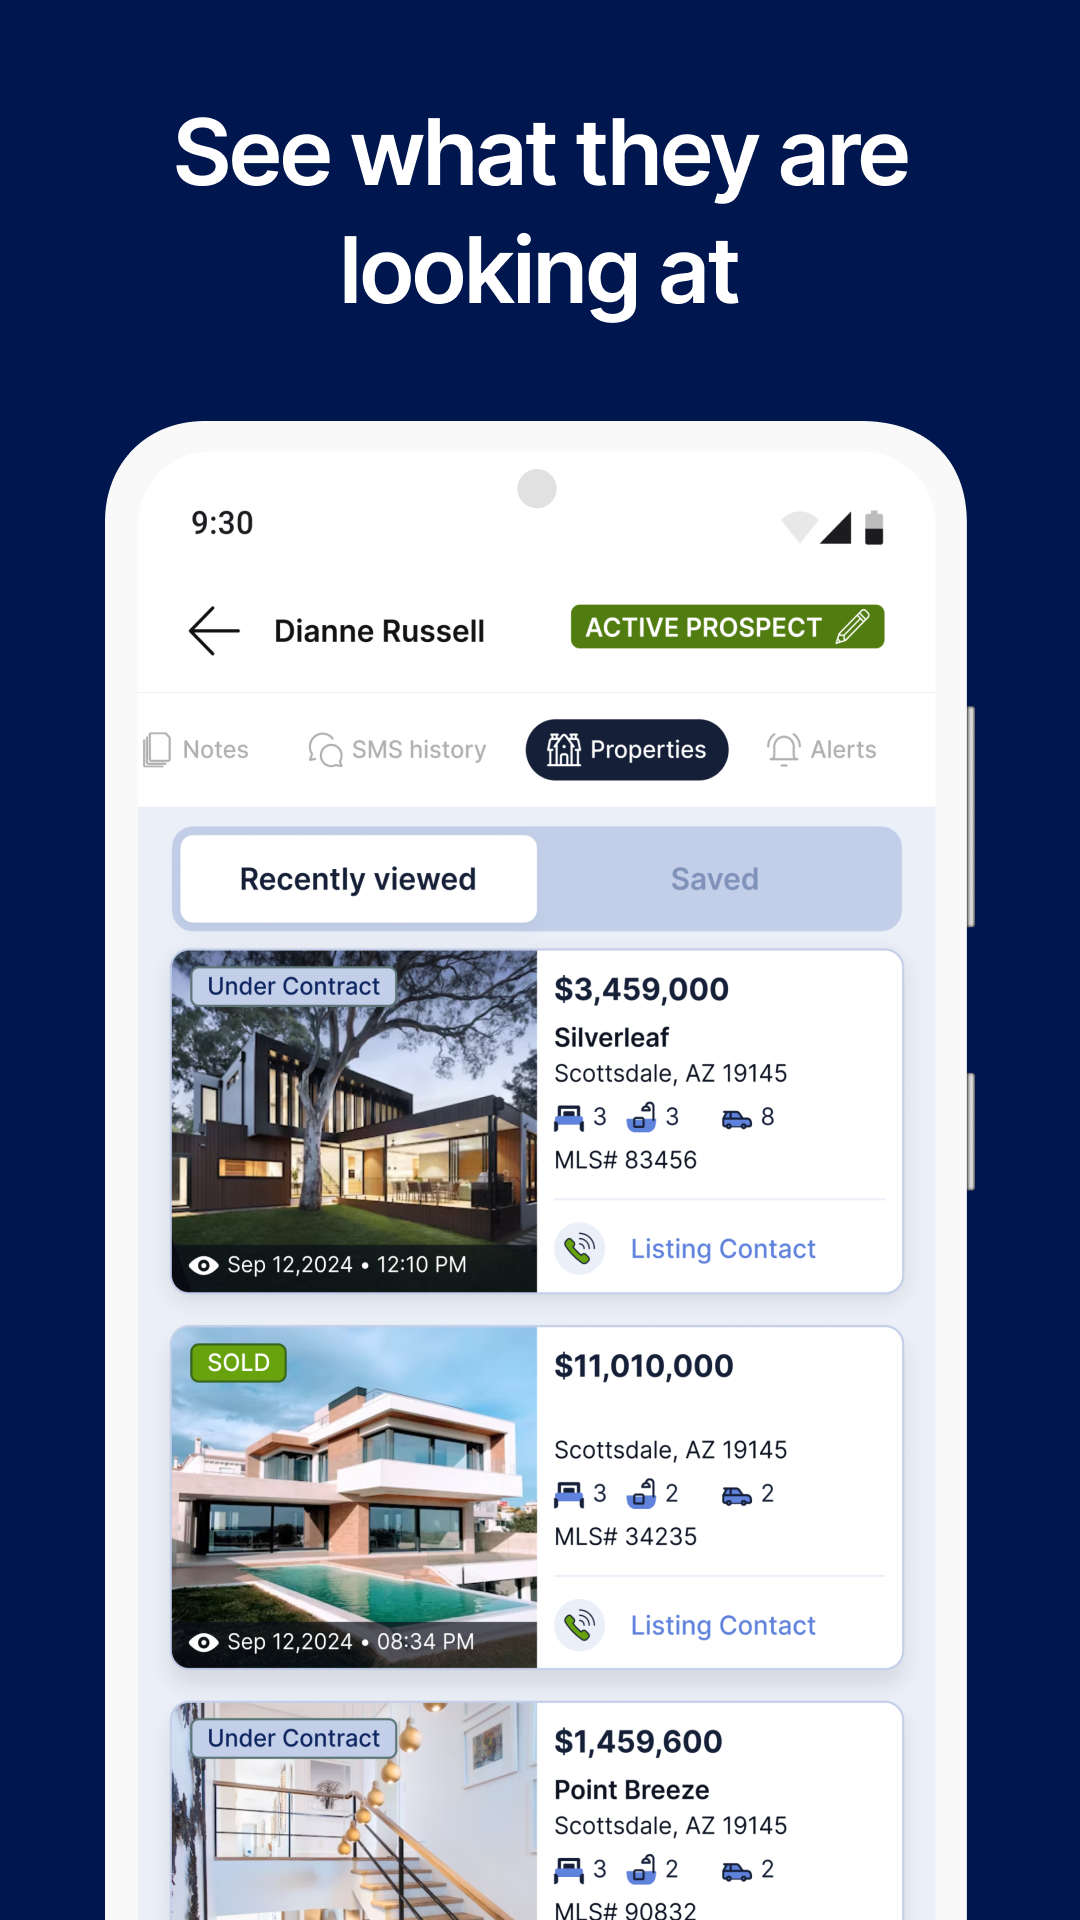 See what they are
looking at
9:30
Dianne Russell
ACTIVE PROSPECT
Notes
SMS history
Properties
Alerts
Recently viewed
Saved
Under Contract
$3,459,000
Silverleaf
Scottsdale, AZ 19145
3 3 8
MLS# 83456
Sep 12,2024 • 12:10 PM
Listing Contact
SOLD
$11,010,000
Scottsdale, AZ 19145
3 2 2
MLS# 34235
Sep 12,2024 • 08:34 PM
Listing Contact
Under Contract
$1,459,600
Point Breeze
Scottsdale, AZ 19145
3 2 2
MLS# 90832